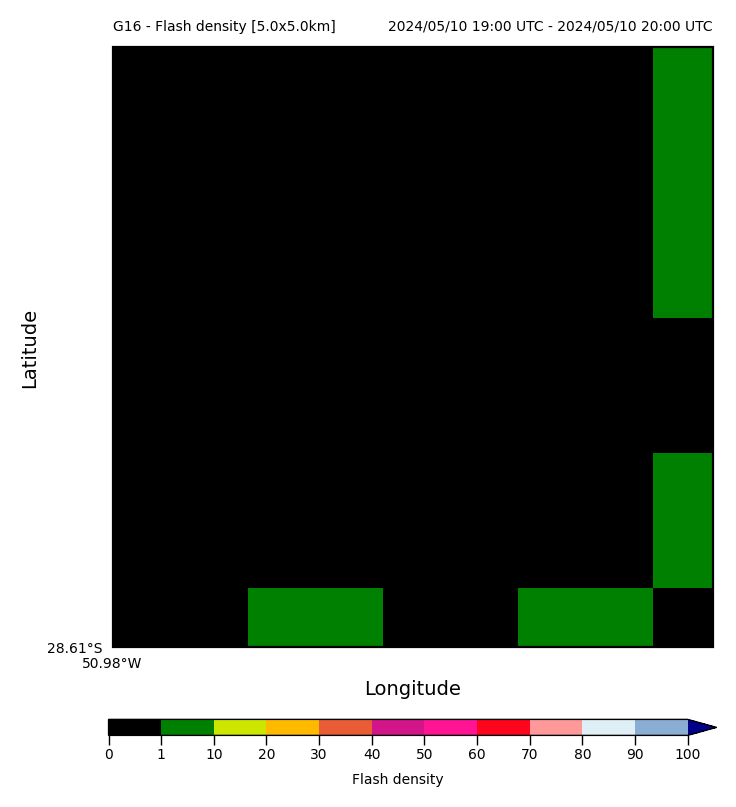 G16 - Flash density [5.0x5.0km] 2024/05/10 19:00 UTC - 2024/05/10 20:00 UTC
Latitude
28.61°S
50.98°W
Longitude
0 1 10 20 30 40 50 60 70 80 90 100
Flash density